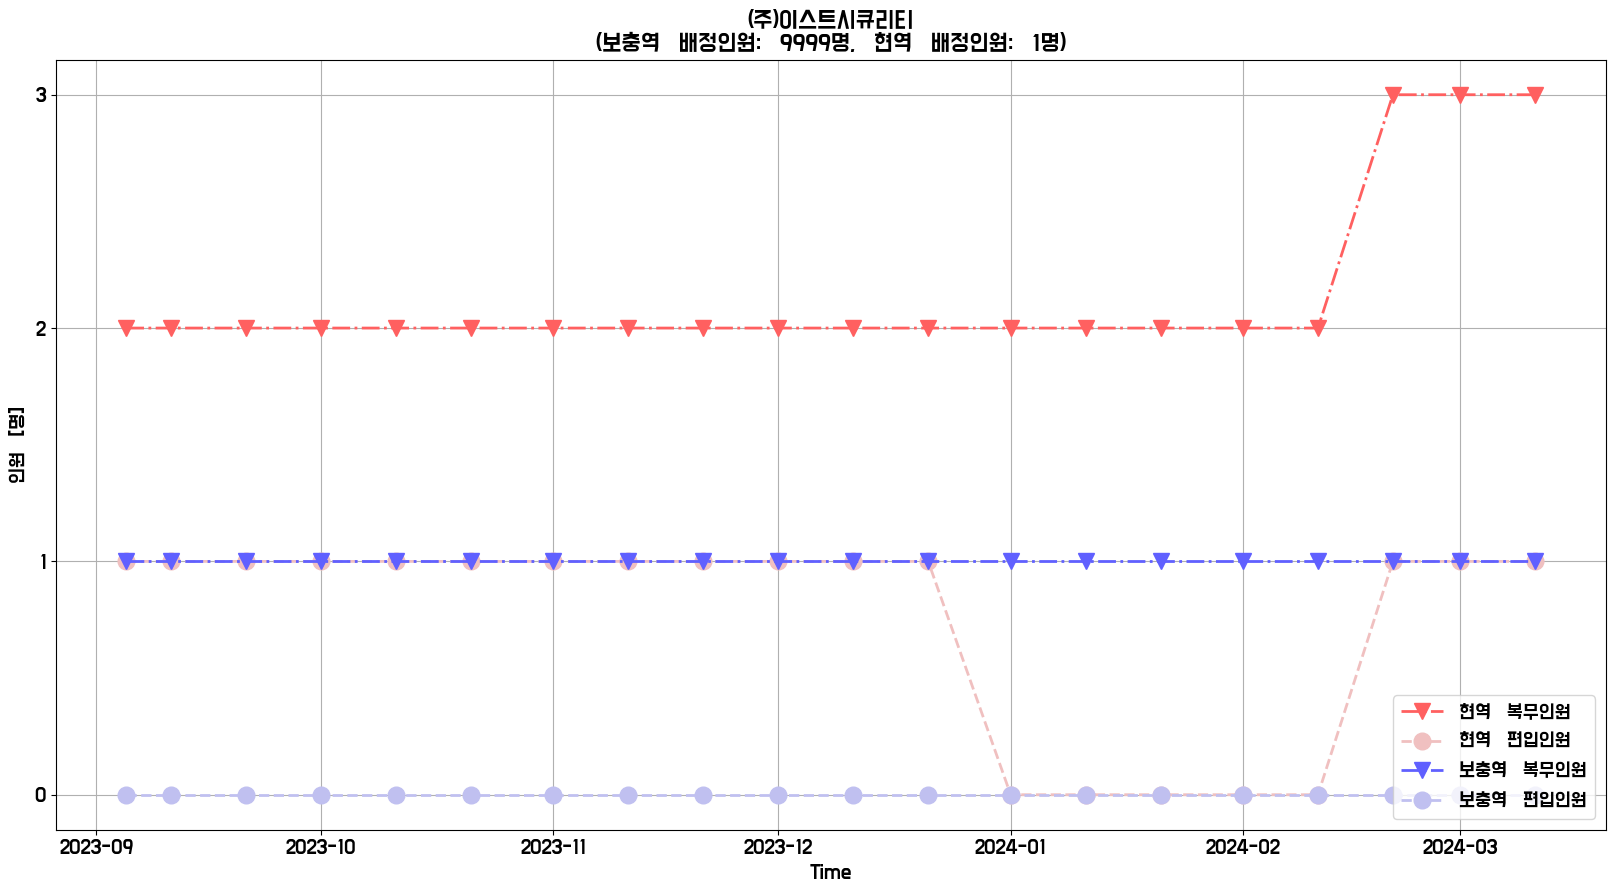 (주)이스트시큐리티
(보충역 배정인원: 9999명, 현역 배정인원: 1명)
3
2
1
0
인원 [명]
2023-09 2023-10 2023-11 2023-12 2024-01 2024-02 2024-03
Time
현역 복무인원
현역 편입인원
보충역 복무인원
보충역 편입인원